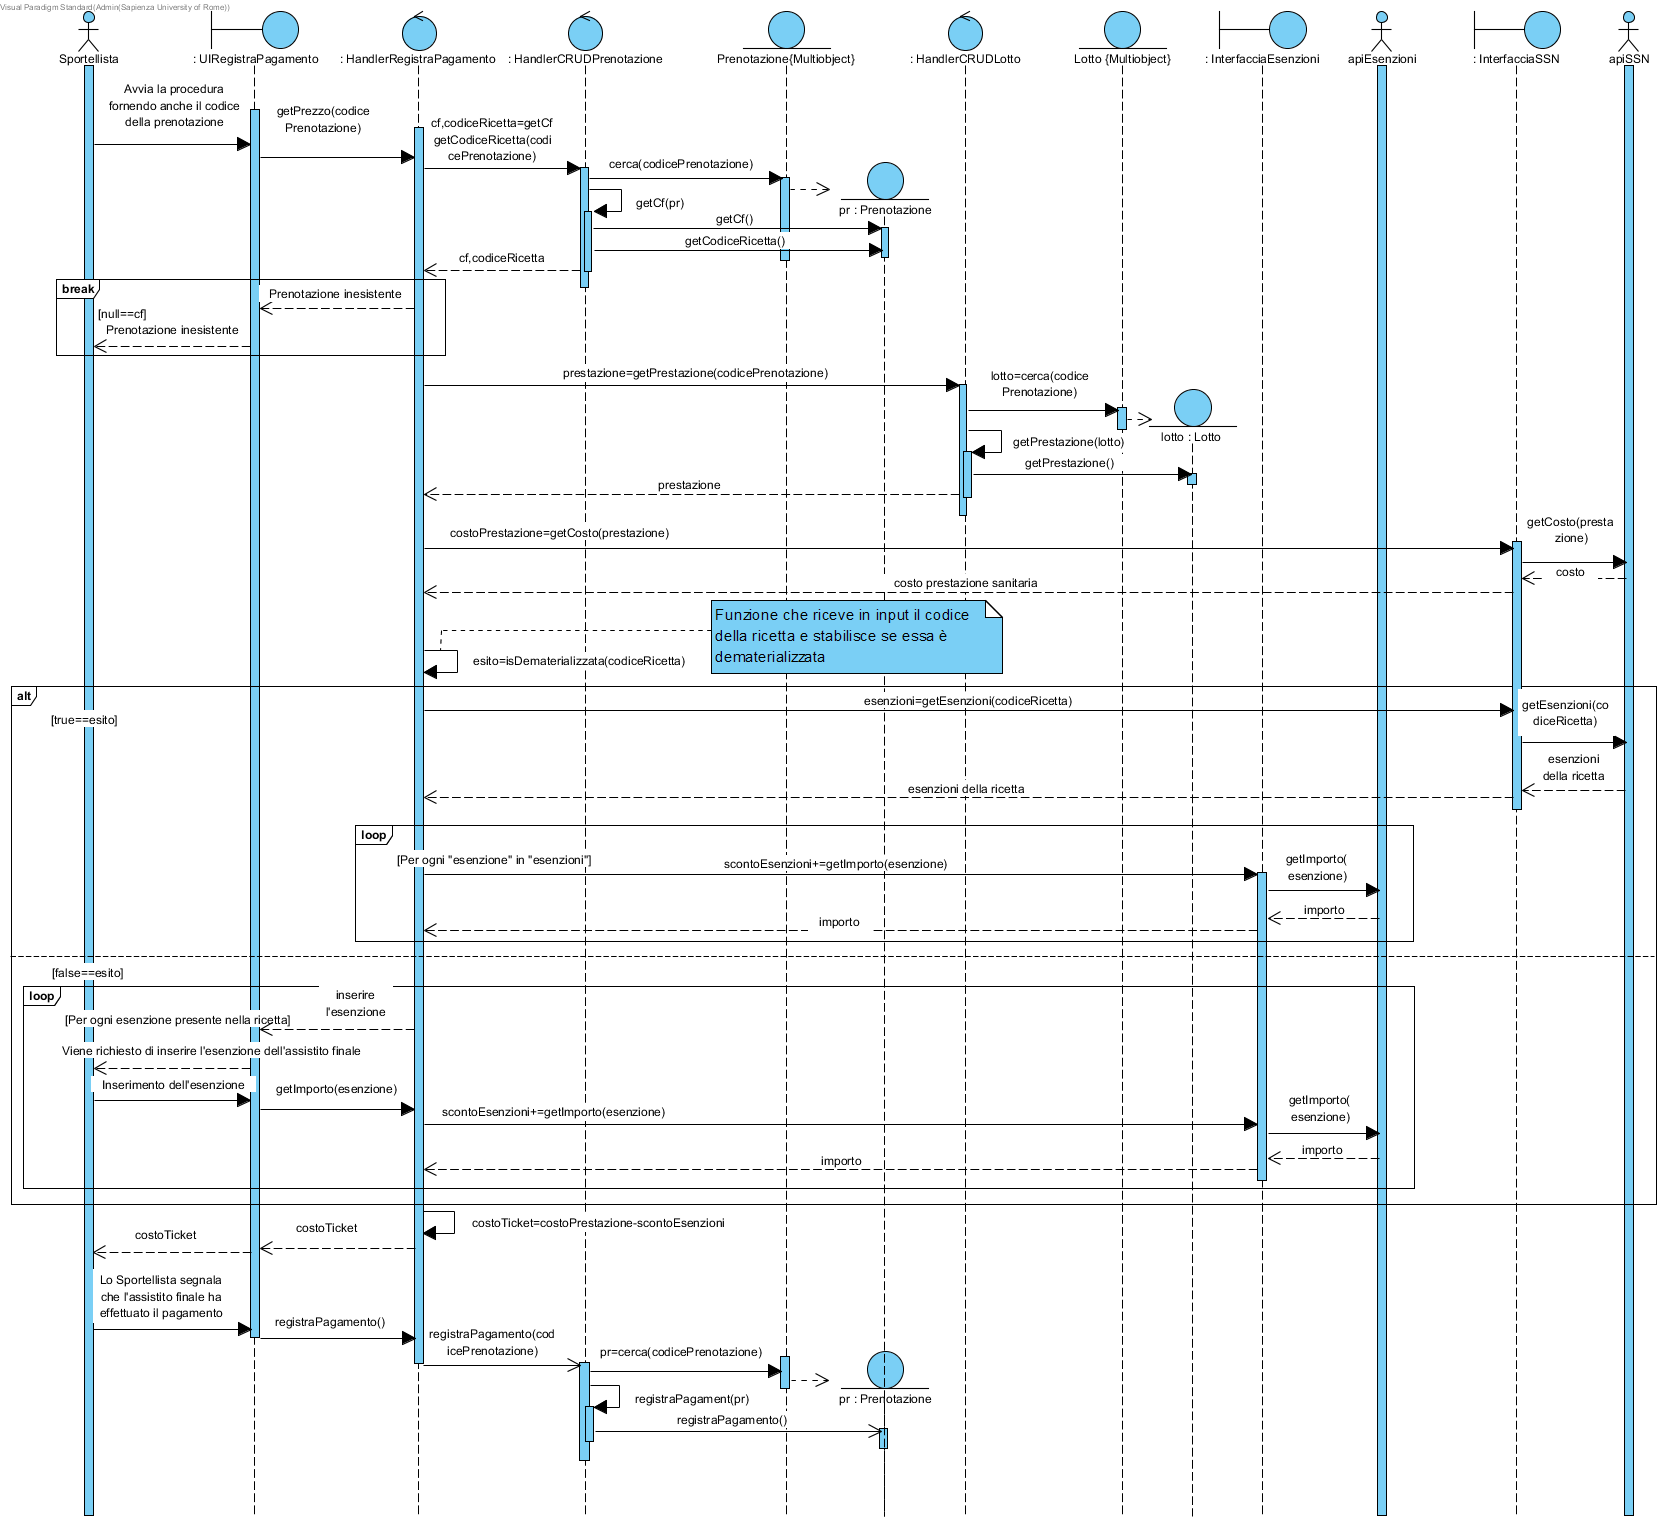 Visual Paradigm Standard(Admin(Sapienza University of Rome))
Sportellista
: UIRegistraPagamento
: HandlerRegistraPagamento
: HandlerCRUDPrenotazione
Prenotazione{Multiobject}
: HandlerCRUDLotto
Lotto {Multiobject}
: InterfacciaEsenzioni
apiEsenzioni
: InterfacciaSSN
apiSSN
Avvia la procedura
fornendo anche il codice
della prenotazione
getPrezzo(codice
Prenotazione)
cf,codiceRicetta=getCf
getCodiceRicetta(codi
cePrenotazione)
cerca(codicePrenotazione)
pr : Prenotazione
getCf(pr)
getCf()
getCodiceRicetta()
cf,codiceRicetta
break
[null==cf]
Prenotazione inesistente
Prenotazione inesistente
prestazione=getPrestazione(codicePrenotazione)
lotto=cerca(codice
Prenotazione)
lotto : Lotto
getPrestazione(lotto)
getPrestazione()
prestazione
costoPrestazione=getCosto(prestazione)
getCosto(presta
zione)
costo
costo prestazione sanitaria
Funzione che riceve in input il codice
della ricetta e stabilisce se essa è
dematerializzata
esito=isDematerializzata(codiceRicetta)
alt
[true==esito]
esenzioni=getEsenzioni(codiceRicetta)
getEsenzioni(co
diceRicetta)
esenzioni
della ricetta
esenzioni della ricetta
loop
[Per ogni "esenzione" in "esenzioni"]
scontoEsenzioni+=getImporto(esenzione)
getImporto(
esenzione)
importo
importo
[false==esito]
loop
[Per ogni esenzione presente nella ricetta]
inserire
l'esenzione
Viene richiesto di inserire l'esenzione dell'assistito finale
Inserimento dell'esenzione
getImporto(esenzione)
scontoEsenzioni+=getImporto(esenzione)
getImporto(
esenzione)
importo
importo
costoTicket=costoPrestazione-scontoEsenzioni
costoTicket
costoTicket
Lo Sportellista segnala
che l'assistito finale ha
effettuato il pagamento
registraPagamento()
registraPagamento(cod
icePrenotazione)
pr=cerca(codicePrenotazione)
pr : Prenotazione
registraPagament(pr)
registraPagamento()